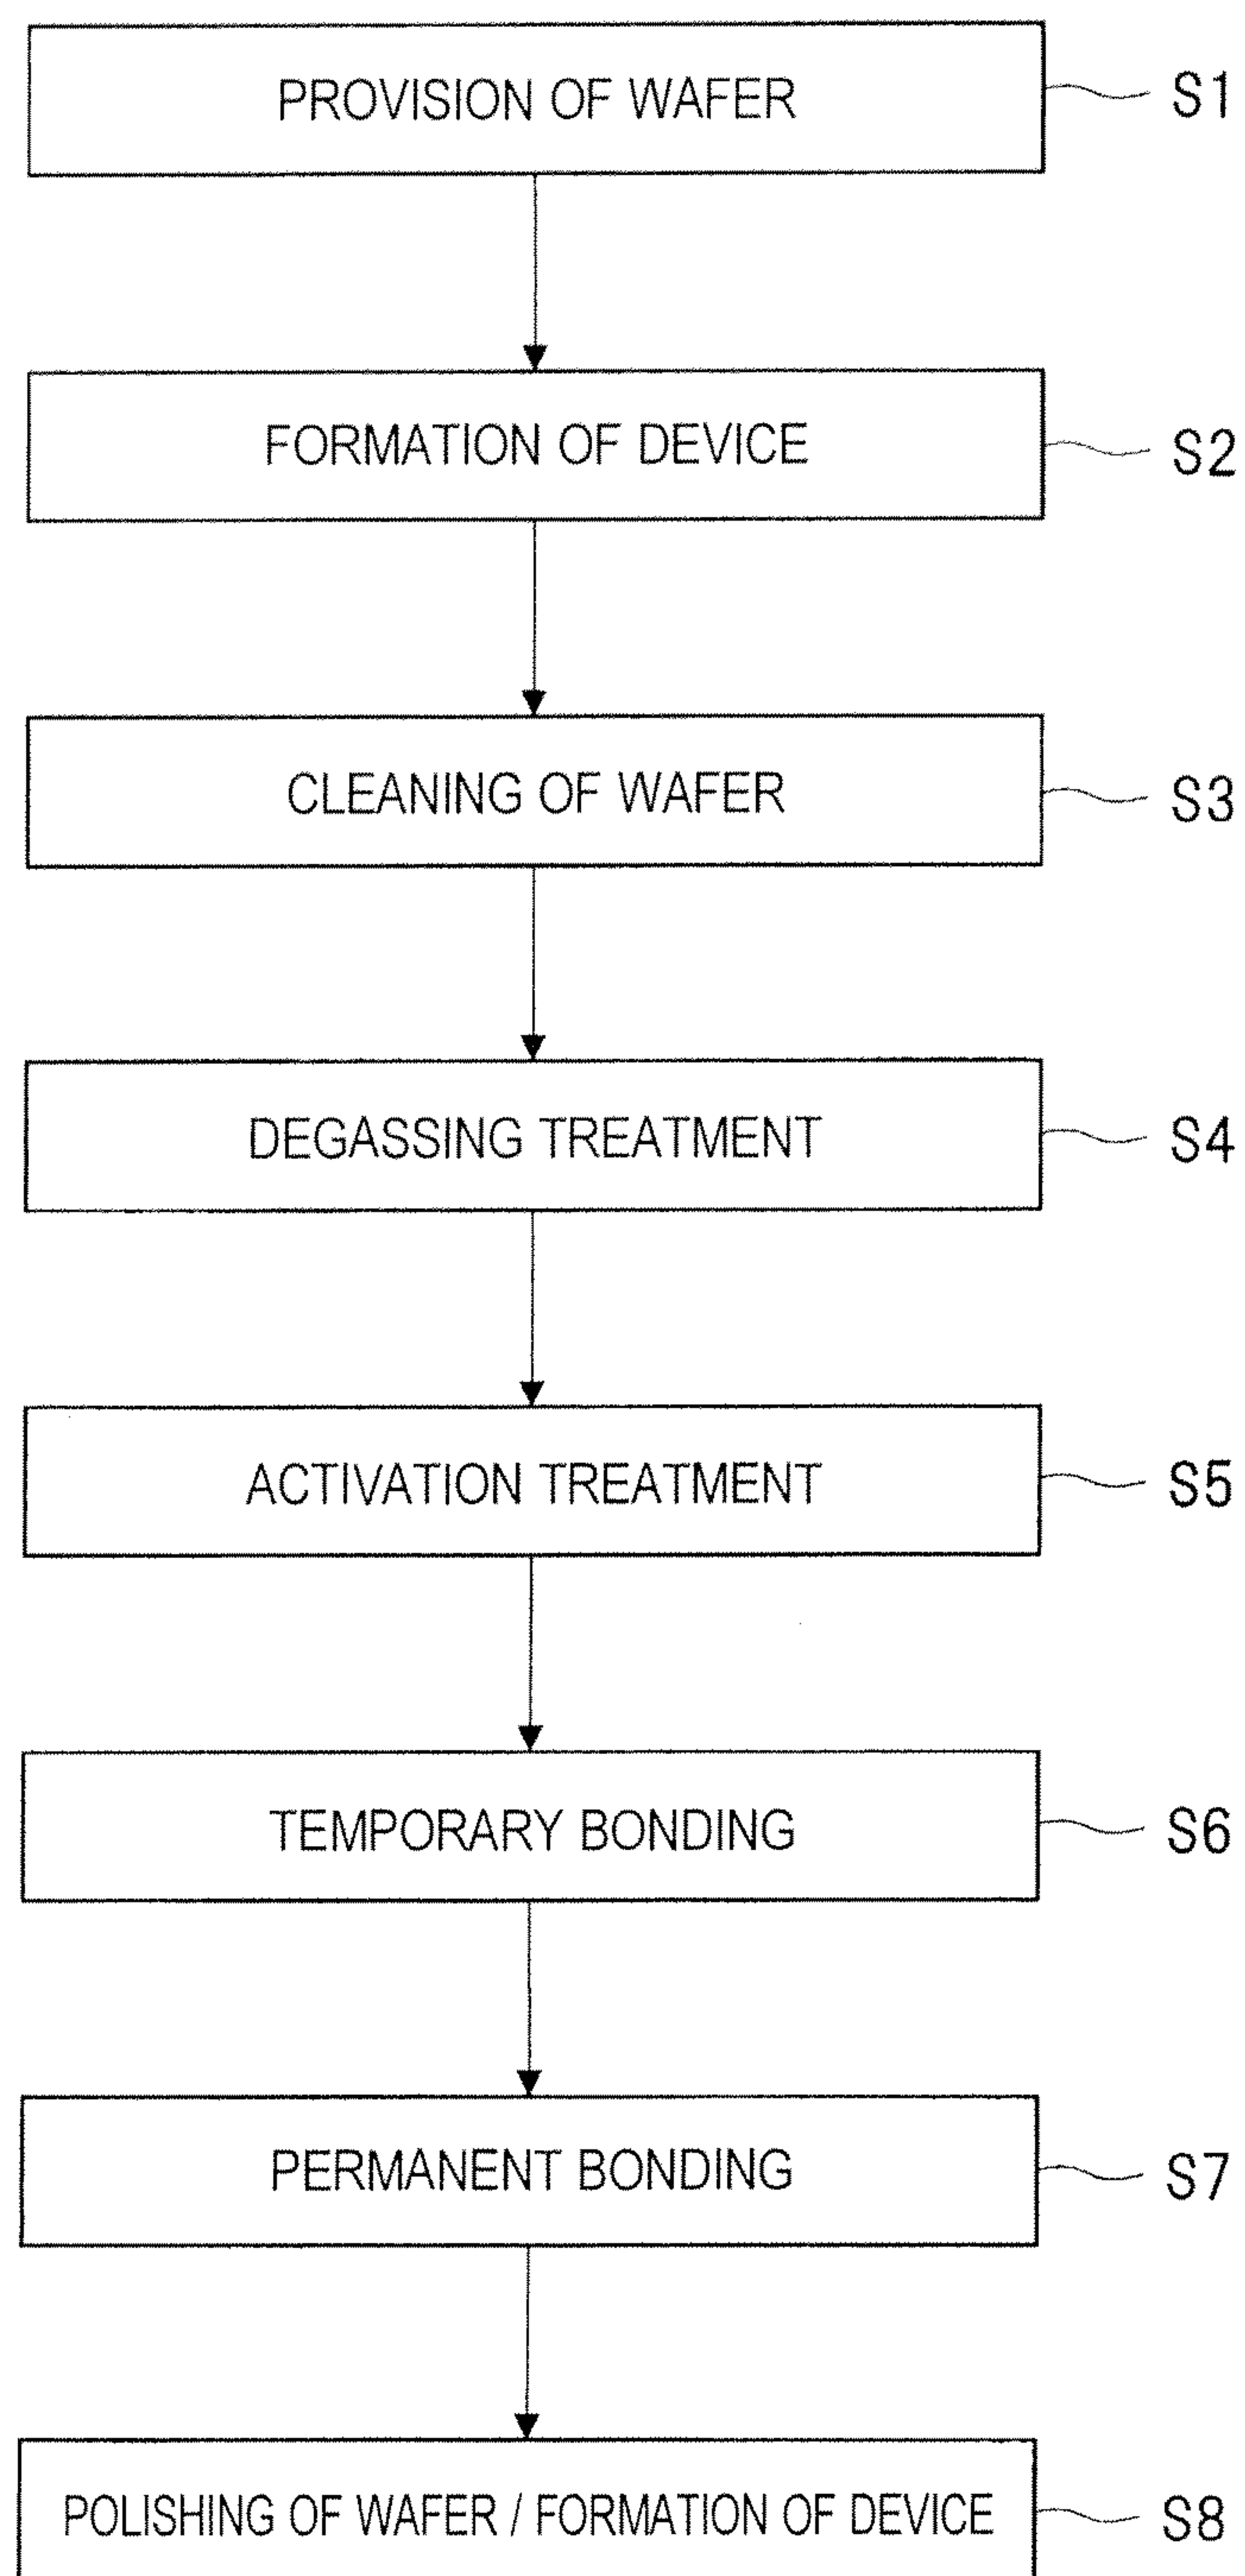 PROVISION OF WAFER S1
FORMATION OF DEVICE S2
CLEANING OF WAFER S3
DEGASSING TREATMENT S4
ACTIVATION TREATMENT S5
TEMPORARY BONDING S6
PERMANENT BONDING S7
POLISHING OF WAFER / FORMATION OF DEVICE S8